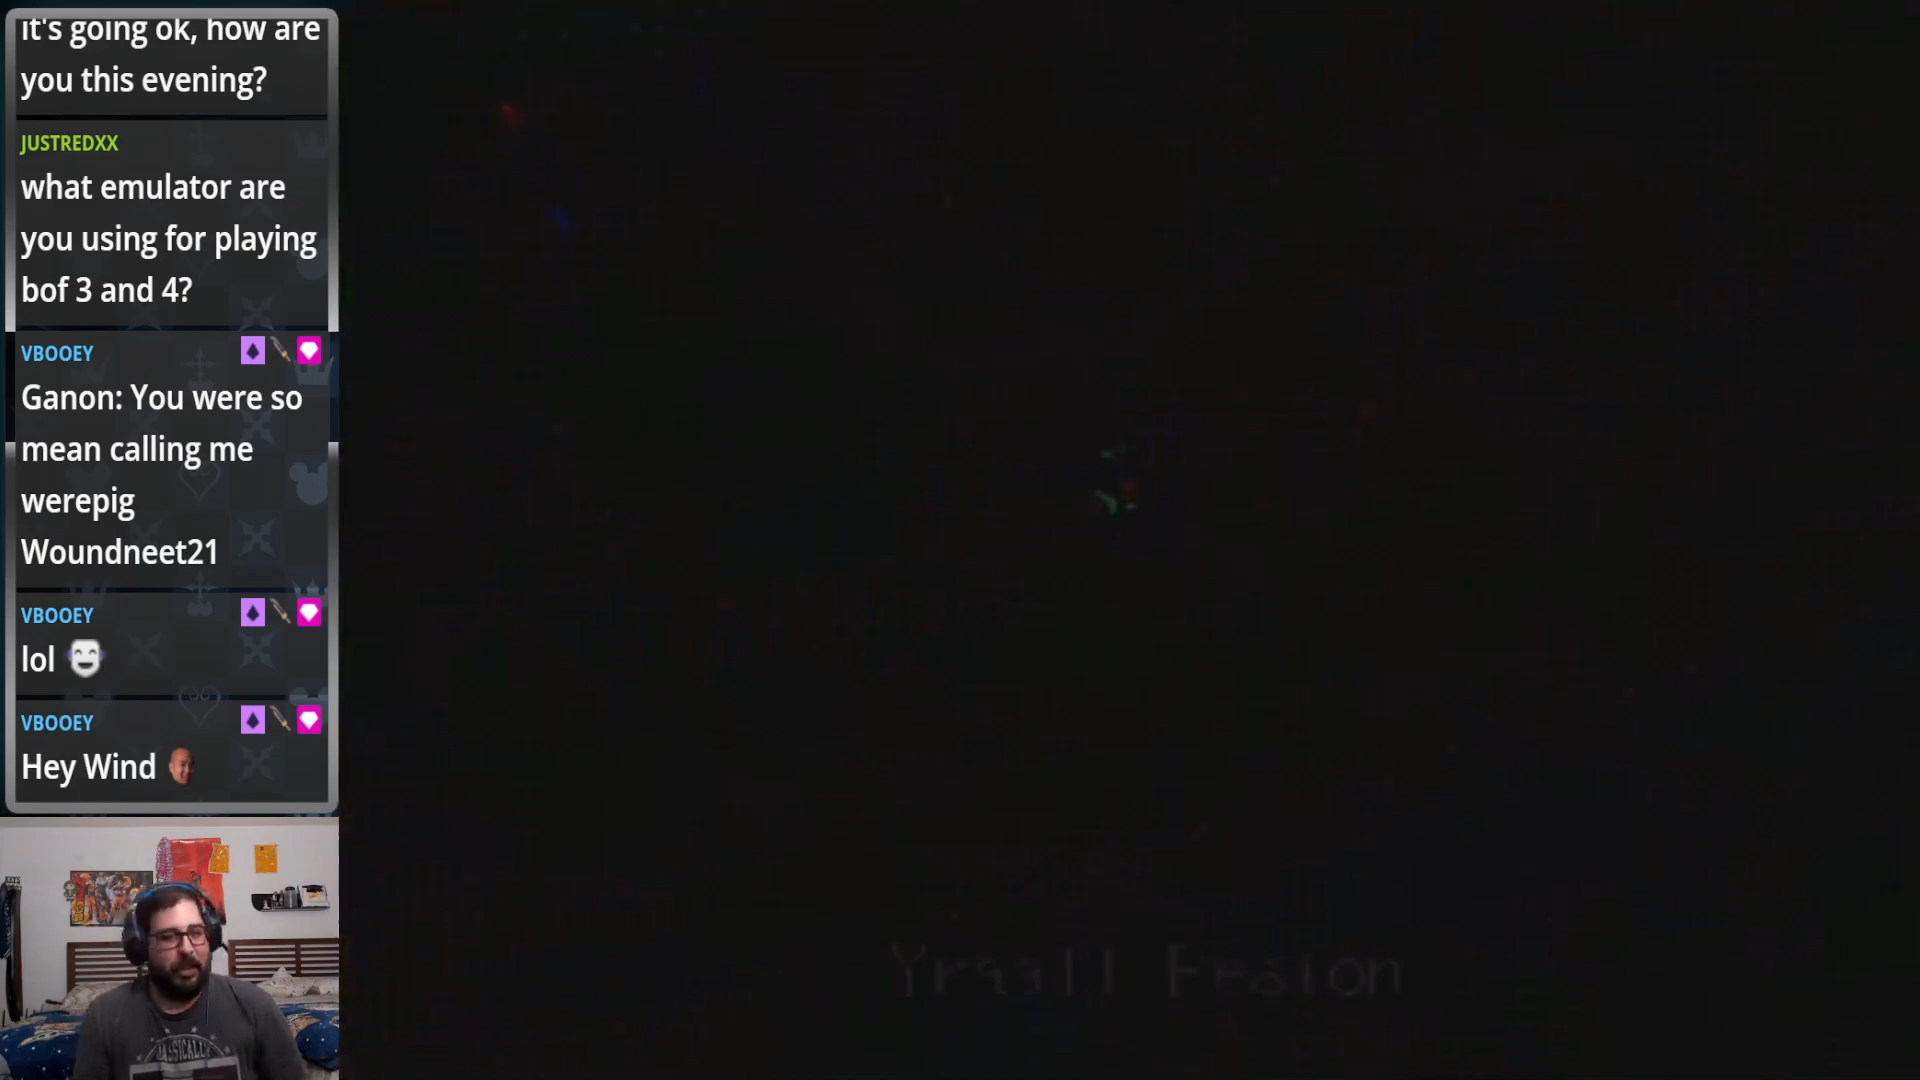 it's going ok, how are
you this evening?
JUSTREDXX
what emulator are
you using for playing
bof 3 and 4?
VBOOEY
Ganon: You were so
mean calling me
werepig
Woundneet21
VBOOEY
lol
VBOOEY
Hey Wind